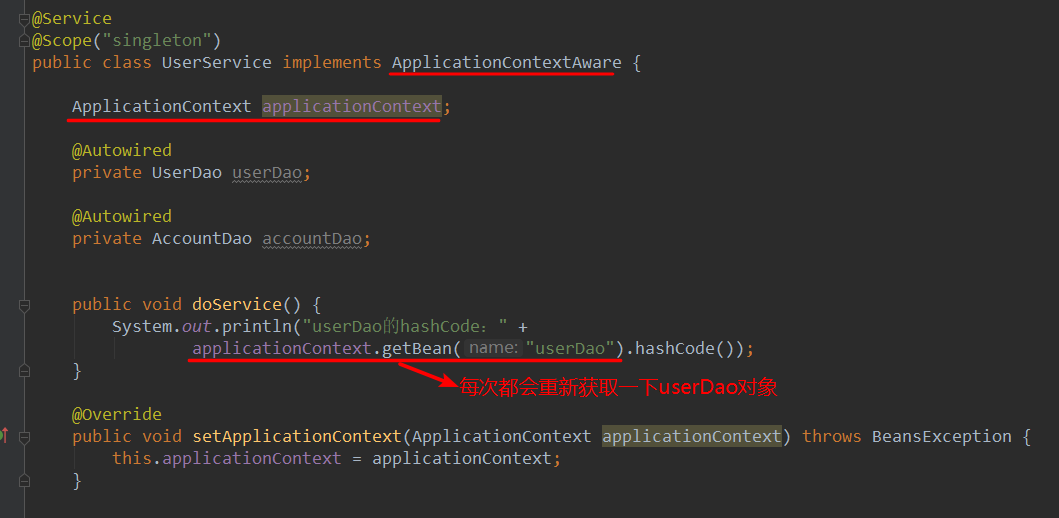 @Service
@Scope("singleton")
public class UserService implements ApplicationContextAware {
ApplicationContext applicationContext;
@Autowired
private UserDao userDao;
@Autowired
private AccountDao accountDao;
public void doService() {
System.out.println("userDao的hashCode：" +
applicationContext.getBean( name: "userDao").hashCode());
}
每次都会重新获取一下userDao对象
@Override
public void setApplicationContext(ApplicationContext applicationContext) throws BeansException {
this.applicationContext = applicationContext;
}